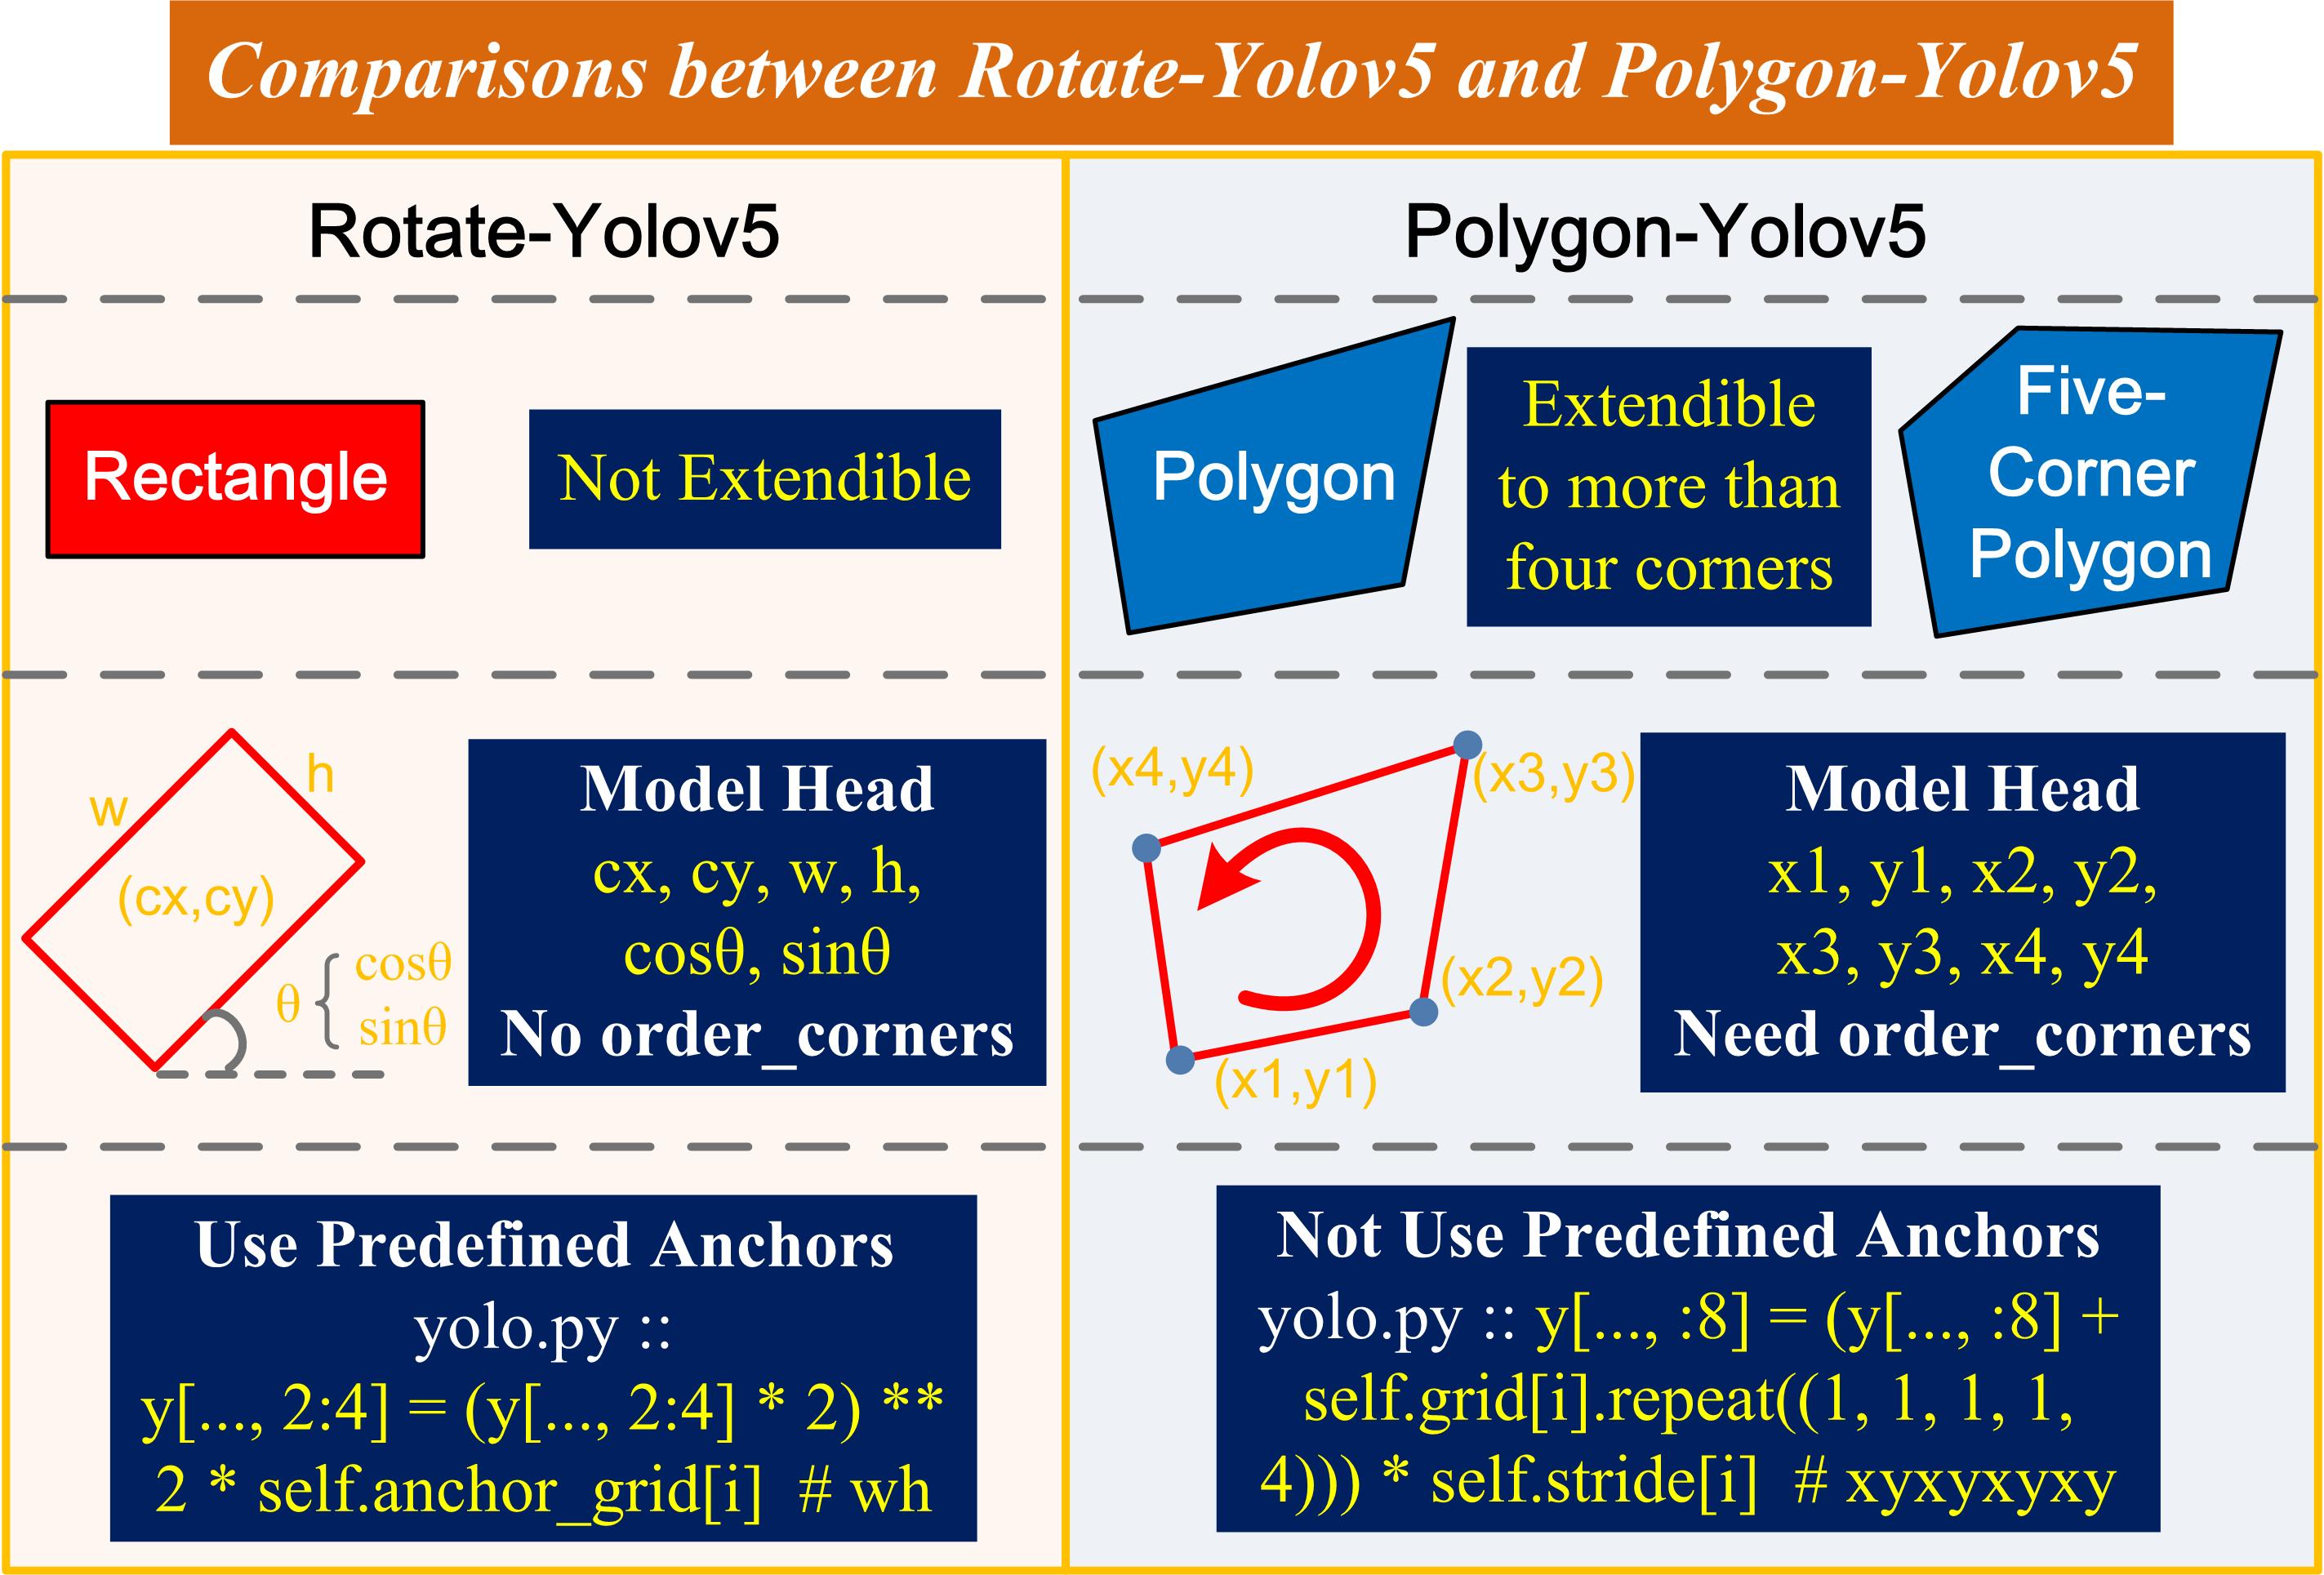 Comparisons between Rotate-Yolov5 and Polygon-Yolov5
Rotate-Yolov5
Rectangle
Not Extendible
w
h
(cx,cy)
θ
cosθ
sinθ
Model Head
cx, cy, w, h,
cosθ, sinθ
No order_corners
Use Predefined Anchors
yolo.py ::
y[..., 2:4] = (y[..., 2:4] * 2) **
2 * self.anchor_grid[i]  # wh
Polygon-Yolov5
Polygon
Extendible
to more than
four corners
Five-
Corner
Polygon
(x4,y4)
(x3,y3)
(x2,y2)
(x1,y1)
Model Head
x1, y1, x2, y2,
x3, y3, x4, y4
Need order_corners
Not Use Predefined Anchors
yolo.py :: y[..., :8] = (y[..., :8] +
self.grid[i].repeat((1, 1, 1, 1,
4))) * self.stride[i]  # xyxyxyxy